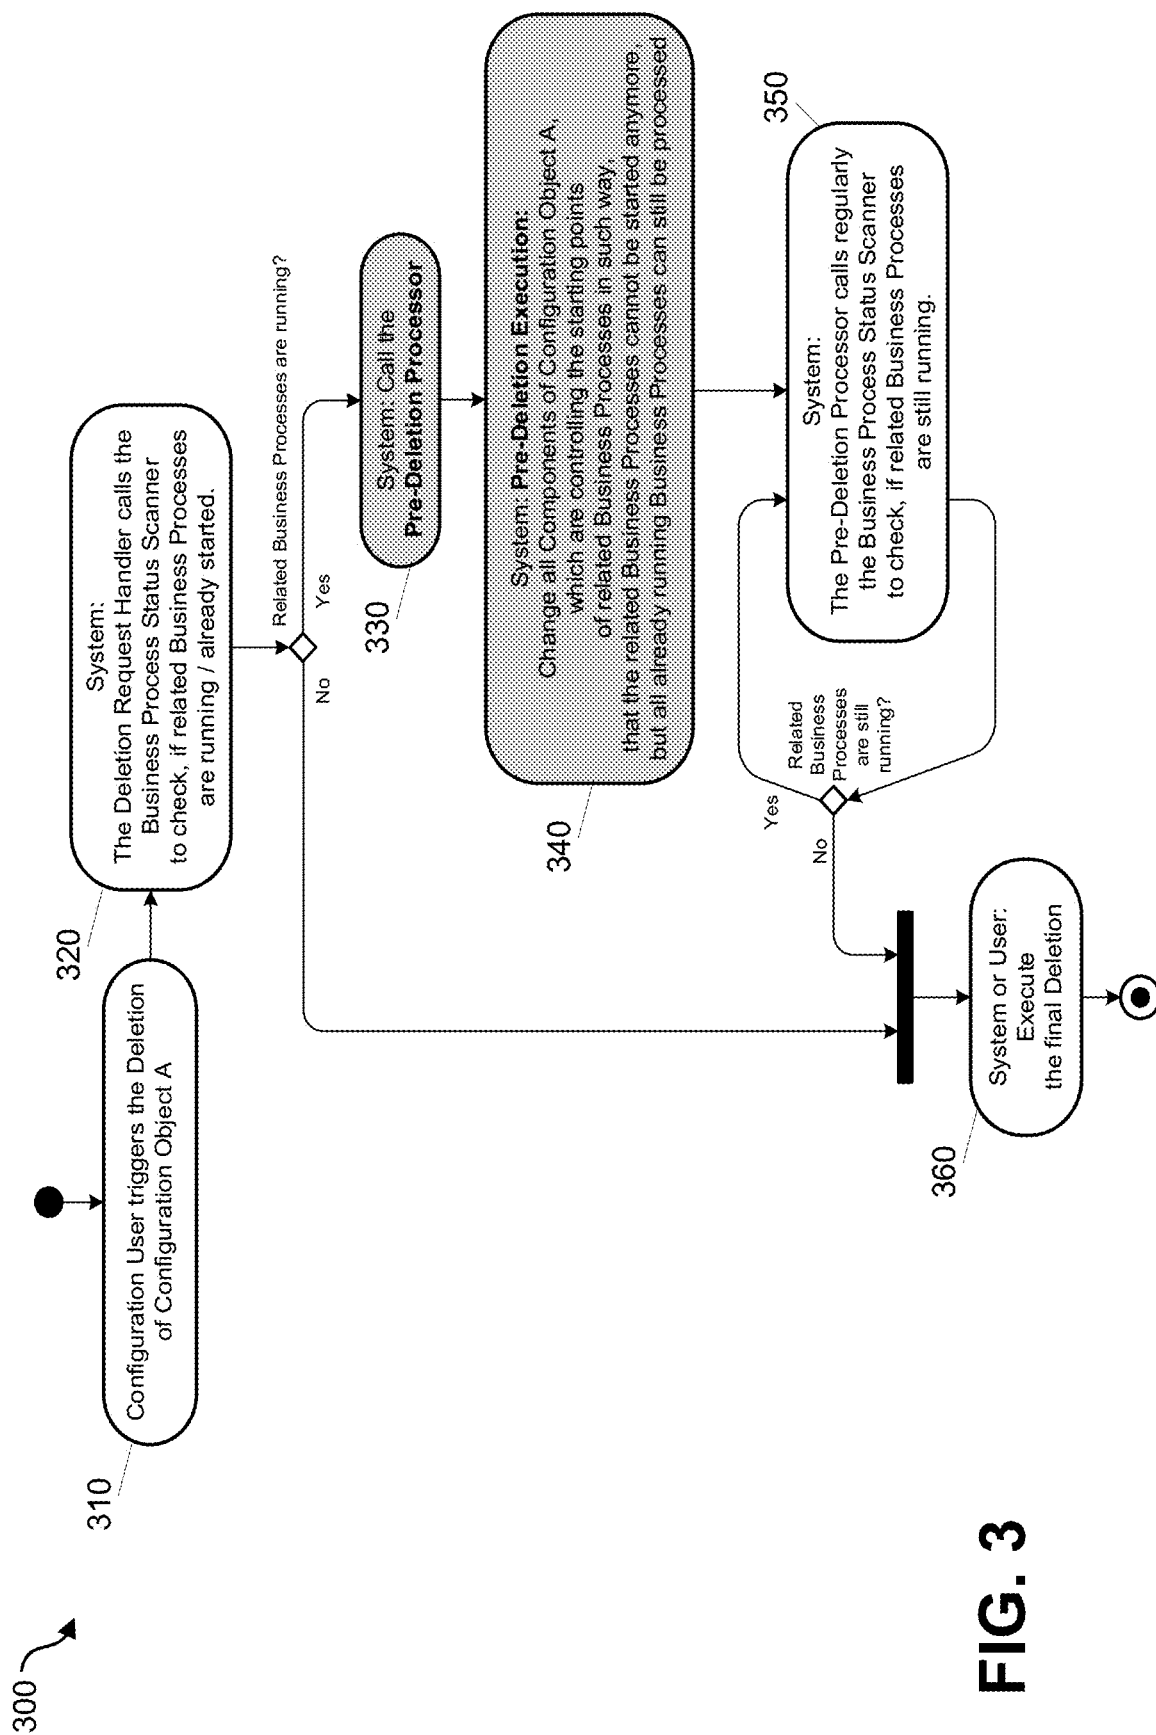 300
310
Configuration User triggers the Deletion
of Configuration Object A
320
System:
The Deletion Request Handler calls the
Business Process Status Scanner
to check, if related Business Processes
are running / already started.
Related Business Processes are running?
No
Yes
330
System: Call the
Pre-Deletion Processor
340
System: Pre-Deletion Execution:
Change all Components of Configuration Object A,
which are controlling the starting points
of related Business Processes in such way,
that the related Business Processes cannot be started anymore,
but all already running Business Processes can still be processed
350
System:
The Pre-Deletion Processor calls regularly
the Business Process Status Scanner
to check, if related Business Processes
are still running.
Related
Business
Processes
are still
running?
Yes
No
360
System or User:
Execute
the final Deletion
FIG. 3